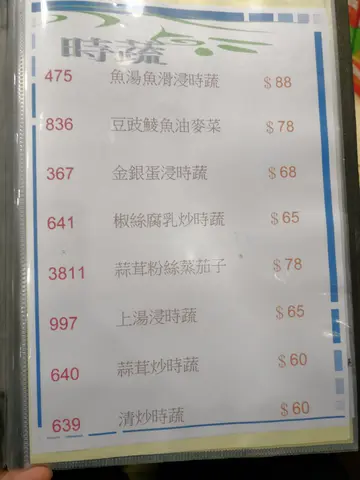 時蔬
475 魚湯魚滑浸時蔬 $88
836 豆豉鯪魚油麥菜 $78
367 金銀蛋浸時蔬 $68
641 椒絲腐乳炒時蔬 $65
3811 蒜茸粉絲蒸茄子 $78
997 上湯浸時蔬 $65
640 蒜茸炒時蔬 $60
639 清炒時蔬 $60